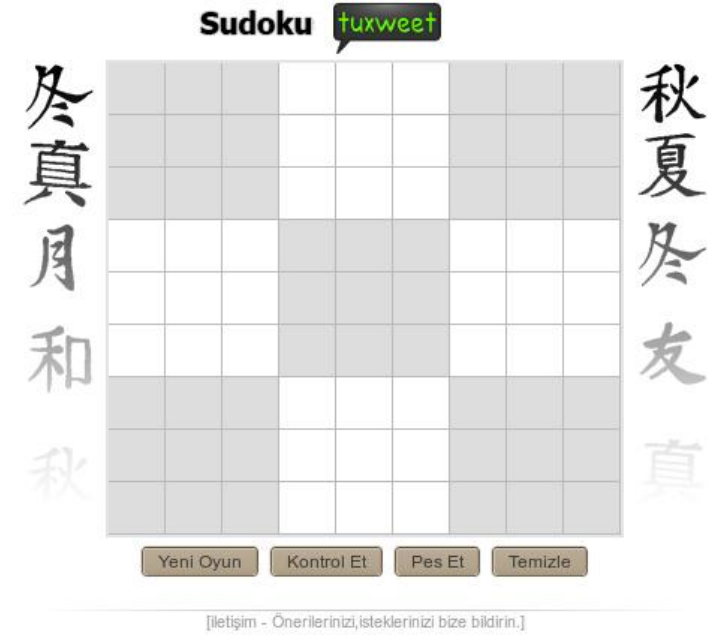 Sudoku tuxweet
冬
真
月
和
秋
秋
夏
冬
友
真
Yeni Oyun Kontrol Et Pes Et Temizle
[iletişim - Önerilerinizi,isteklerinizi bize bildirin.]